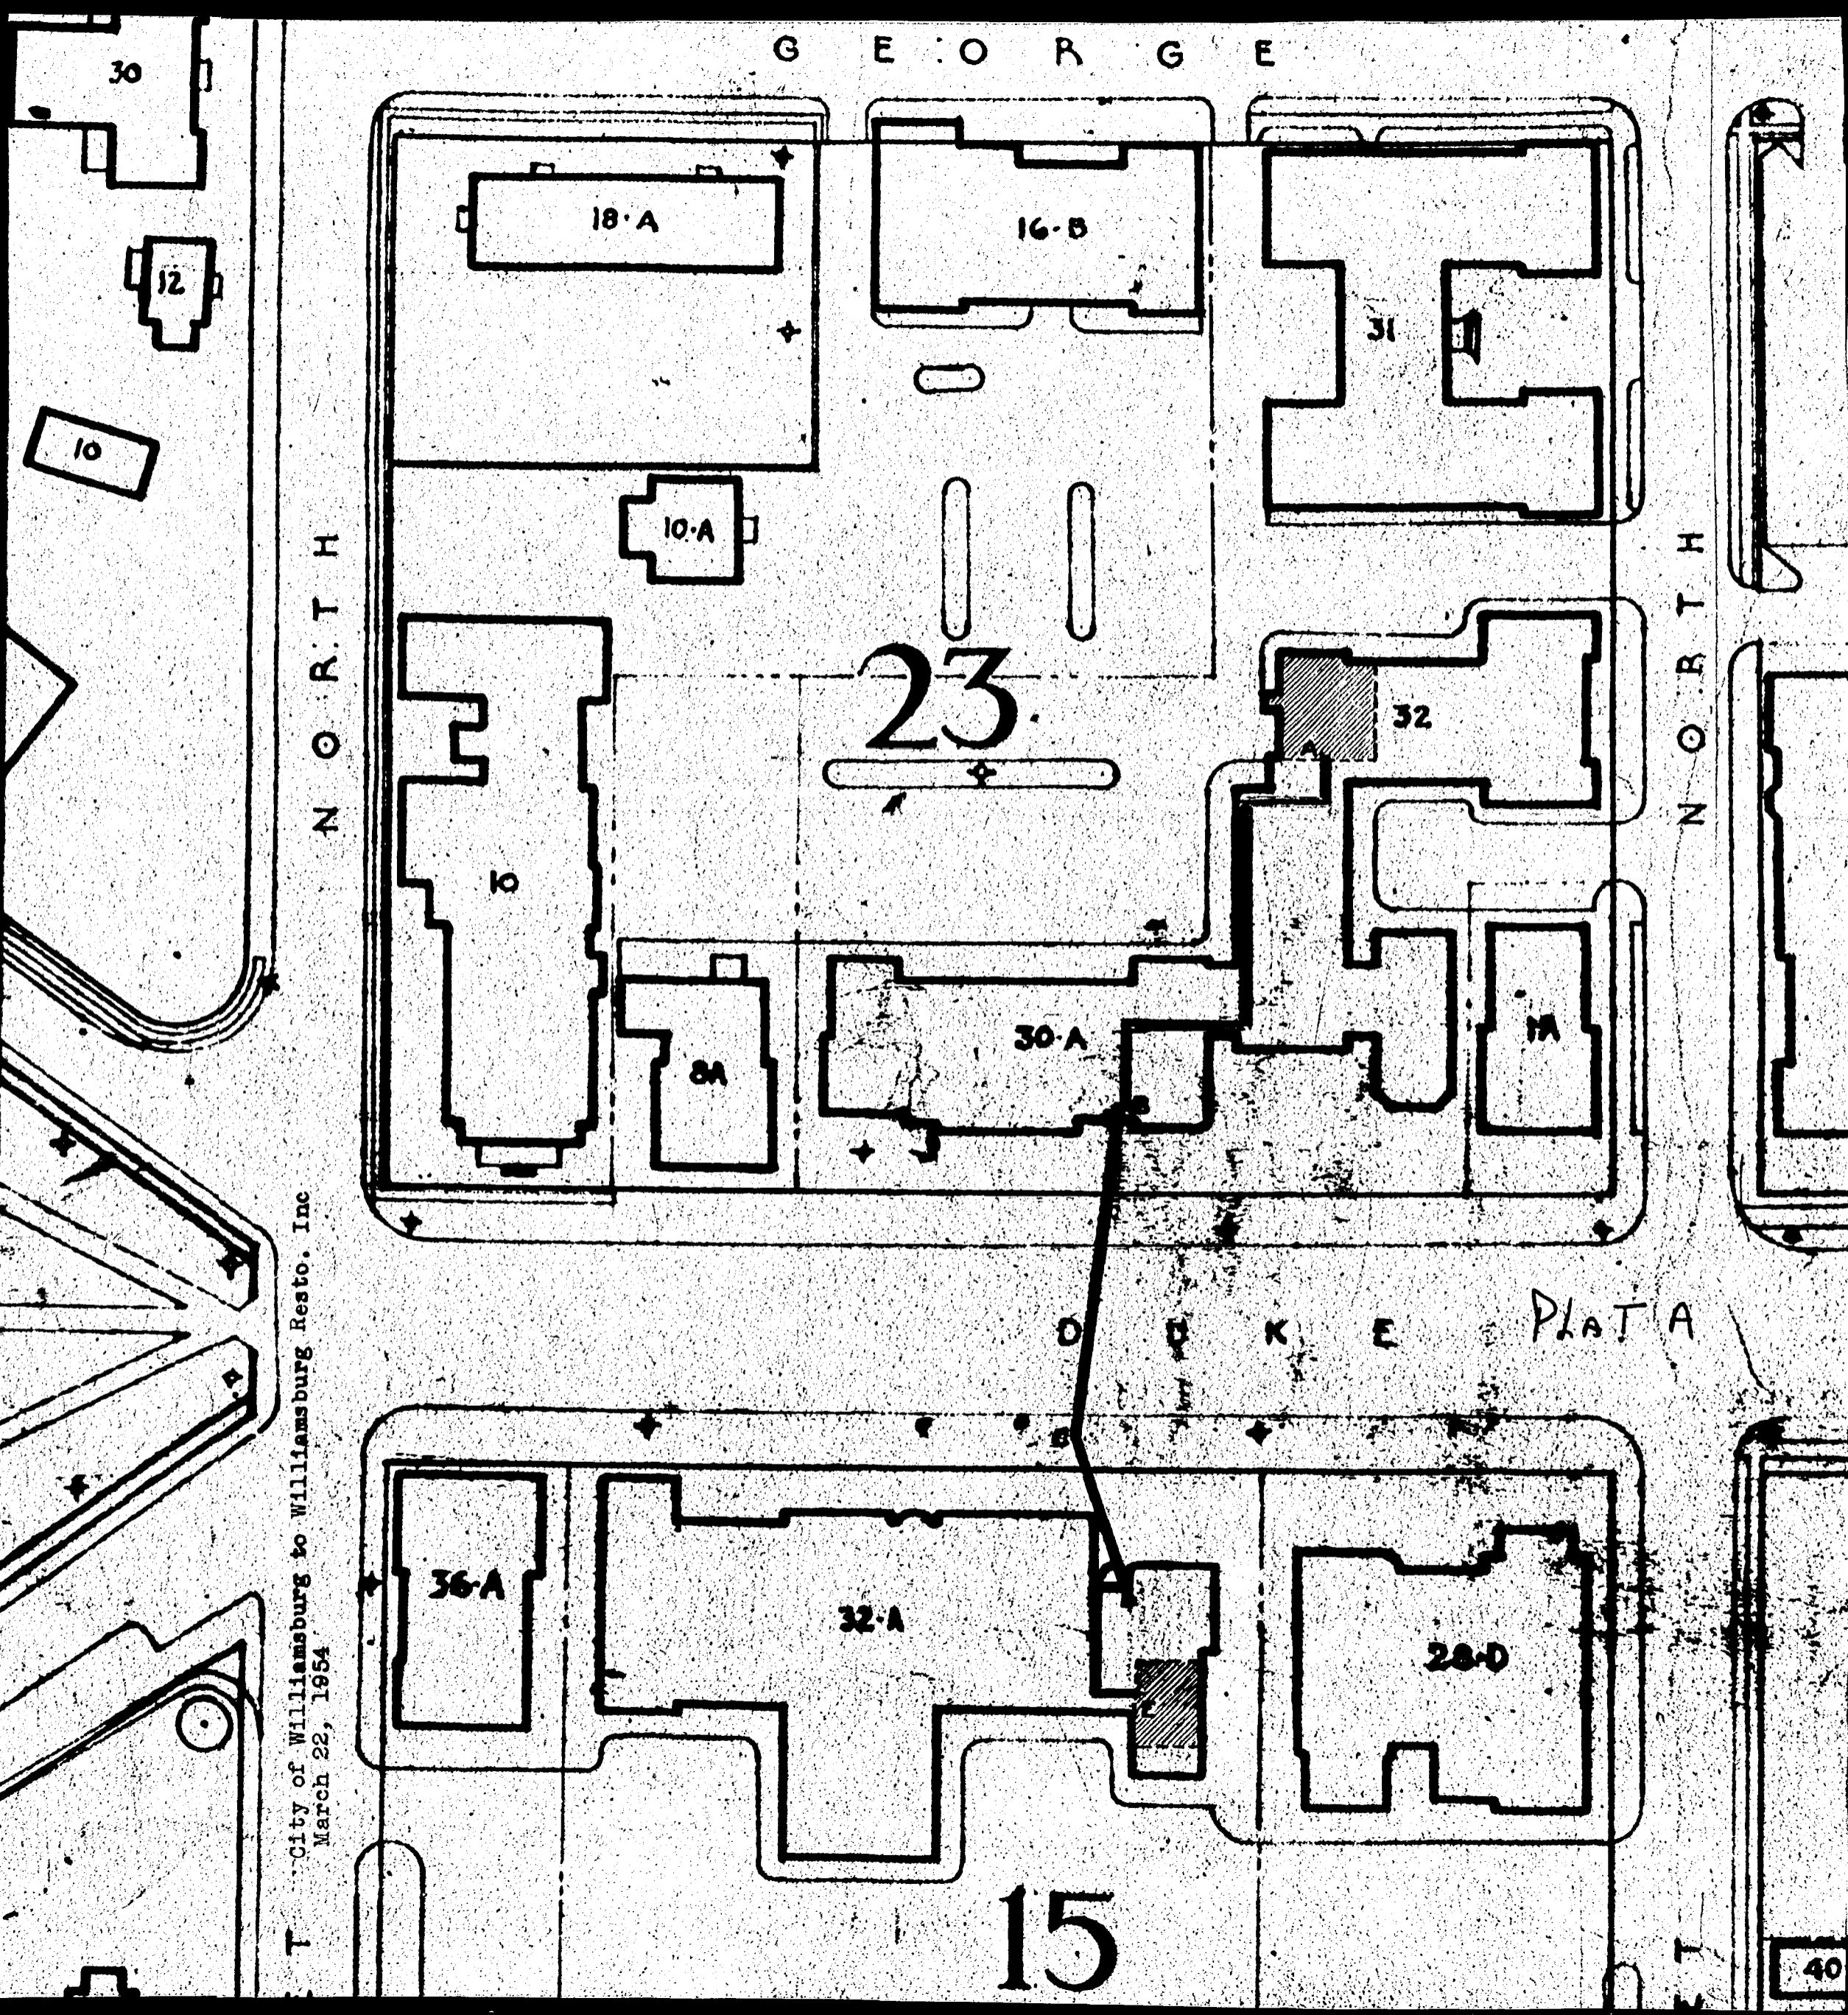 G E O R G E
30
18·A
16·B
31
12
10
10·A
N O R T H
N O R T H
23
32
A
10
30·A
8A
1A
B
D U K E
PLAT A
City of Williamsburg to Williamsburg Resto. Inc
March 22, 1954
36·A
32·A
28·D
E
15
T
T
40